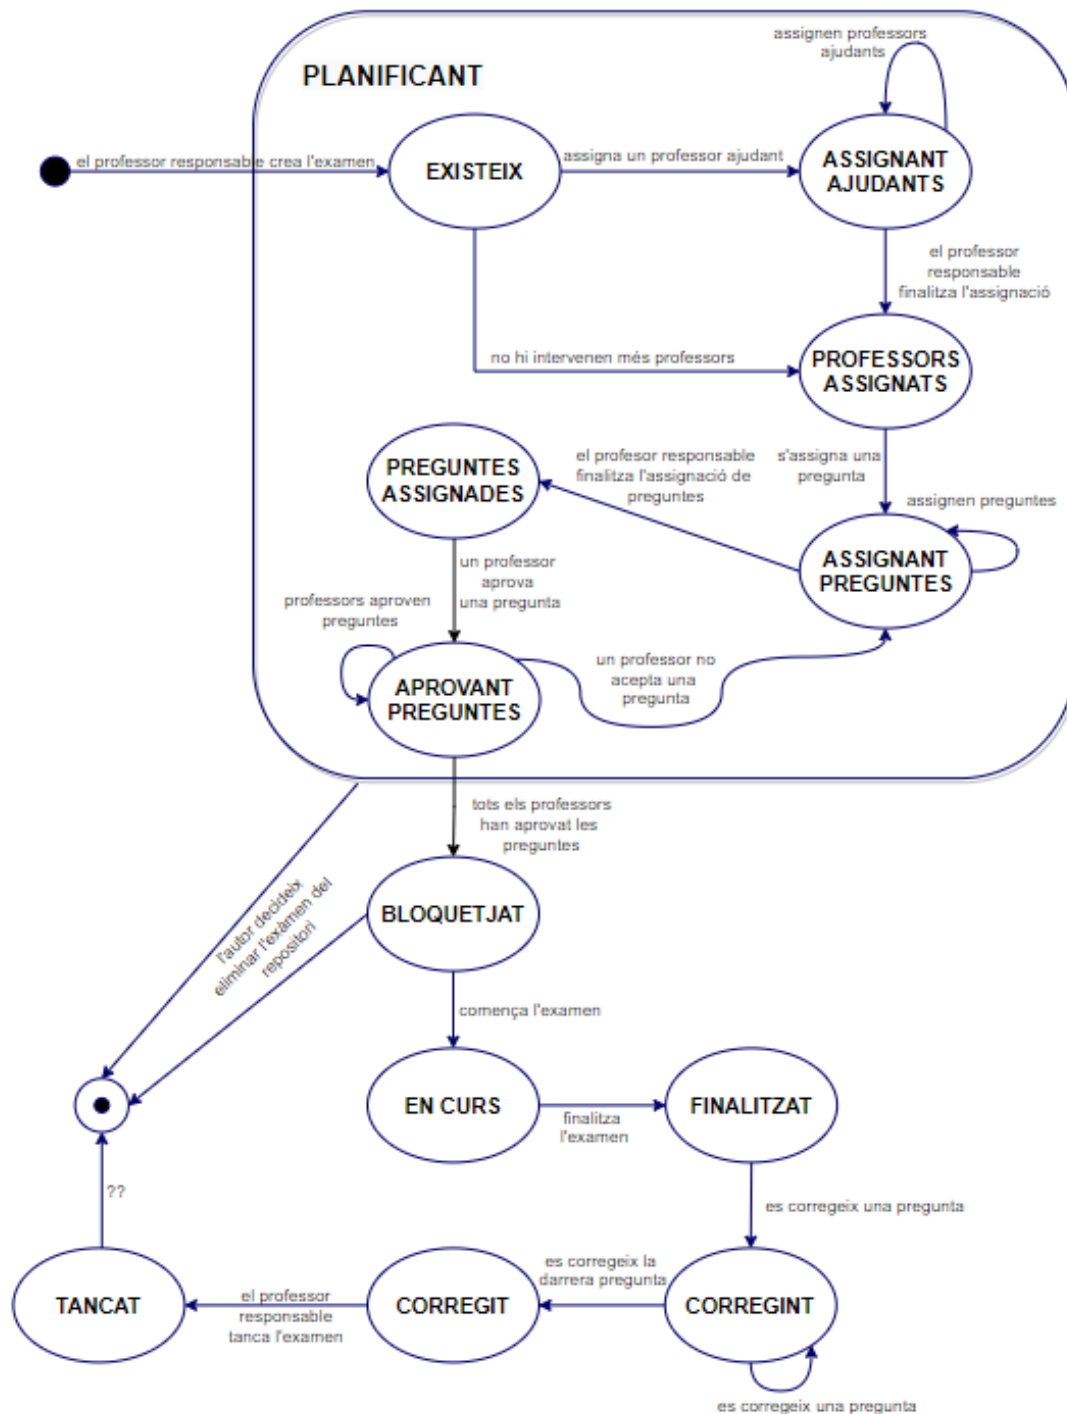 assignen professors
ajudants
PLANIFICANT
el professor responsable crea l'examen
EXISTEIX
assigna un professor ajudant
ASSIGNANT
AJUDANTS
el professor
responsable
finalitza l'assignació
no hi intervenen més professors
PROFESSORS
ASSIGNATS
PREGUNTES
ASSIGNADES
el profesor responsable
finalitza l'assignació de
preguntes
s'assigna una
pregunta
assignen preguntes
ASSIGNANT
PREGUNTES
un professor
aprova
una pregunta
professors aproven
preguntes
APROVANT
PREGUNTES
un professor no
acepta una
pregunta
tots els professors
han aprovat les
preguntes
l'autor decideix
eliminar l'exàmen del
repositori
BLOQUETJAT
comença l'examen
EN CURS
finalitza
l'examen
FINALITZAT
??
es corregeix una pregunta
TANCAT
el professor
responsable
tanca l'examen
CORREGIT
es corregeix la
darrera pregunta
CORREGINT
es corregeix una pregunta